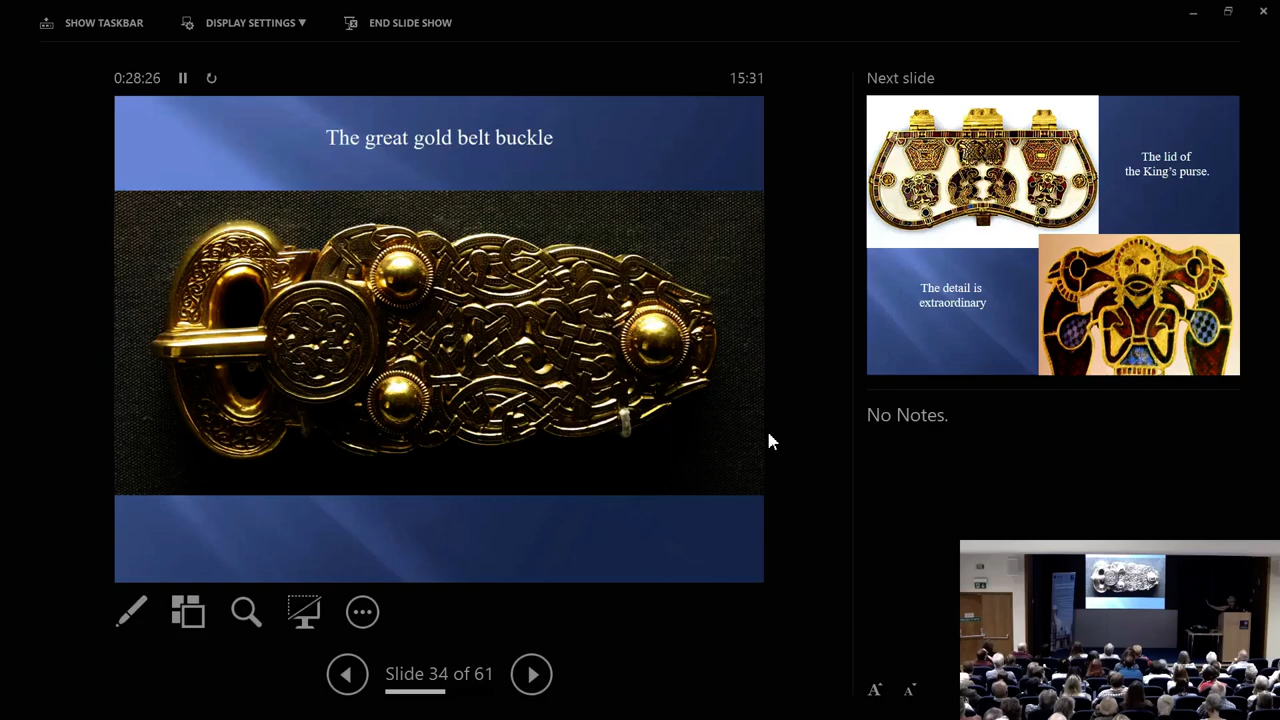 SHOW TASKBAR
DISPLAY SETTINGS ▼
END SLIDE SHOW
0:28:26
15:31
Next slide
The great gold belt buckle
The lid of
the King's purse.
The detail is
extraordinary
No Notes.
Slide 34 of 61
A A